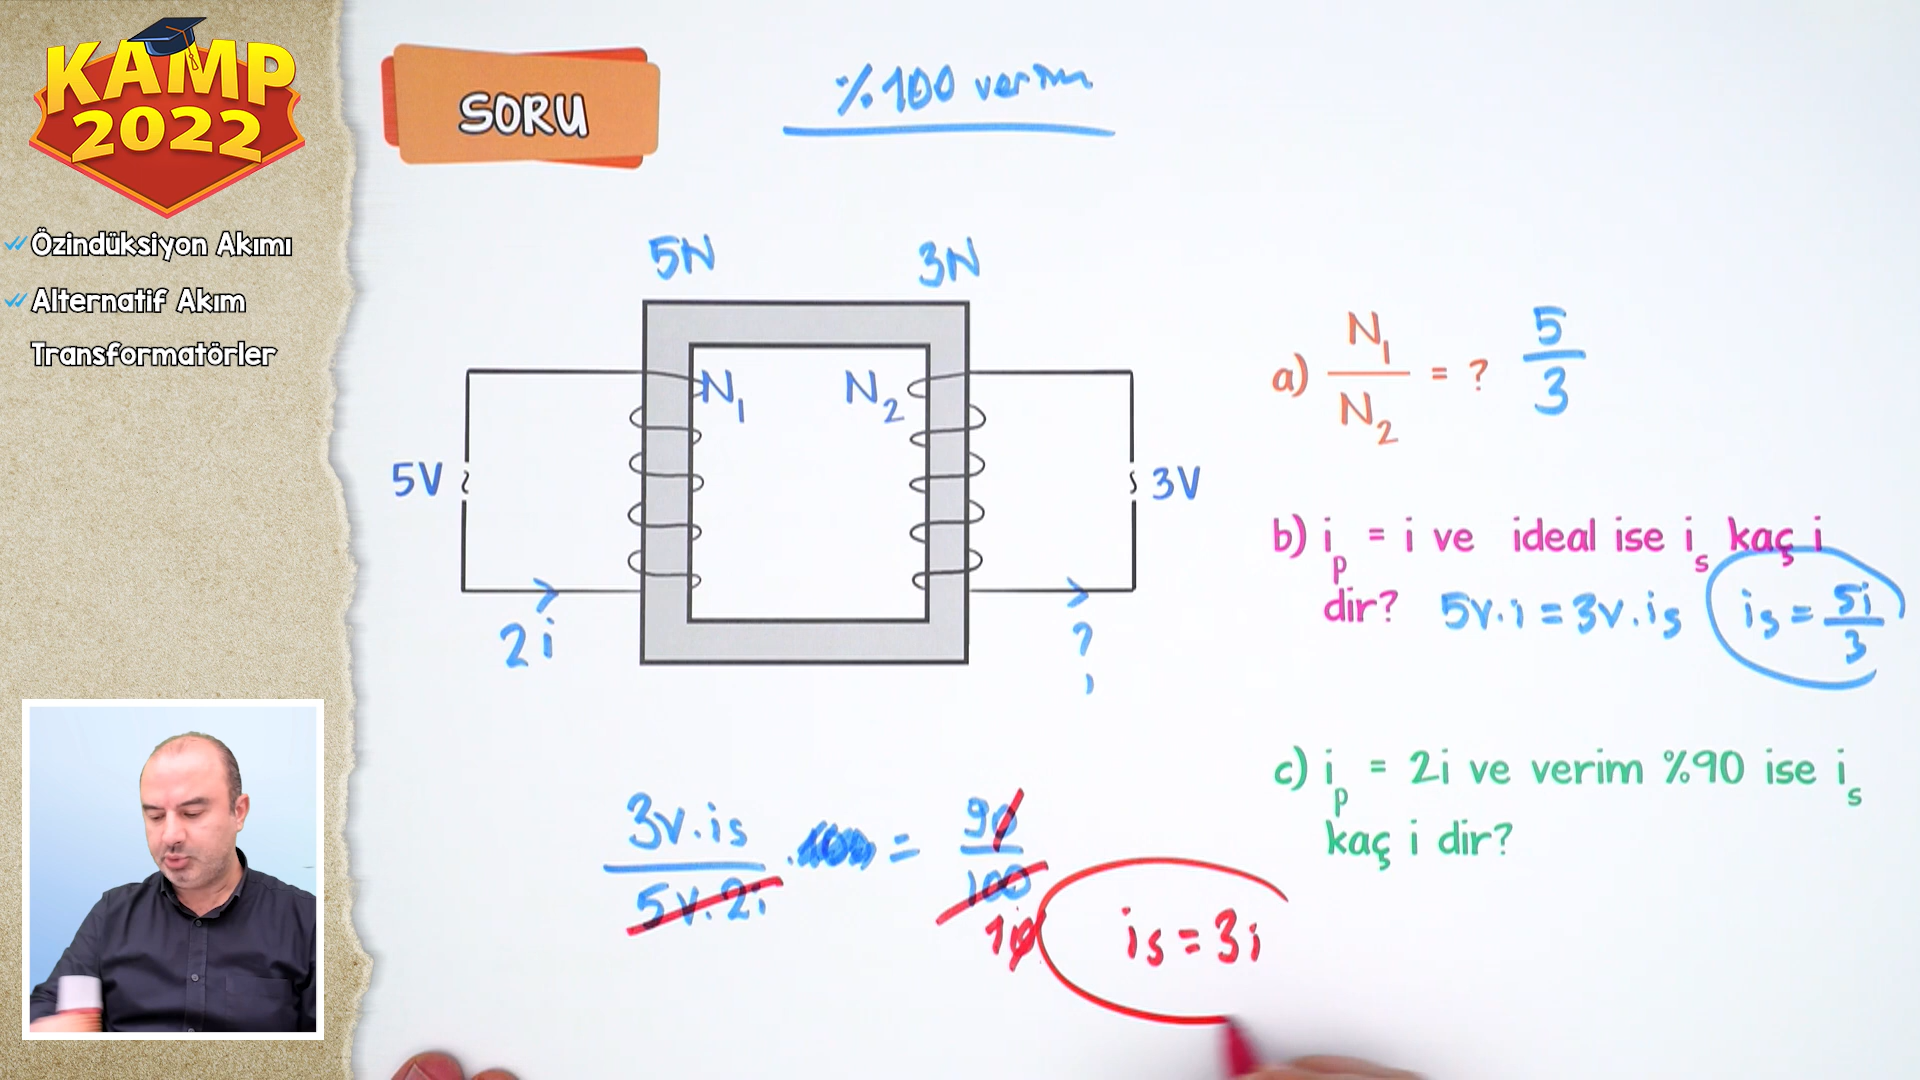 KAMP
2022
Özindüksiyon Akımı
Alternatif Akım
Transformatörler
SORU
%100 verim
5N
3N
N1
N2
5V
3V
2i
?
a) N1
N2
= ? 5
3
b) ip = i ve ideal ise is kaç i
dir? 5V.i = 3V.is is = 5i
3
c) ip = 2i ve verim %90 ise is
kaç i dir?
3V.is
5V.2i
= 90
100
10
is = 3i